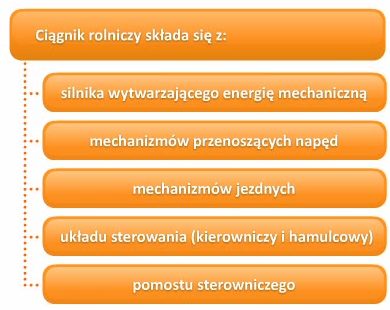 Ciągnik rolniczy składa się z:
silnika wytwarzającego energię mechaniczną
mechanizmów przenoszących napęd
mechanizmów jezdnych
układu sterowania (kierowniczy i hamulcowy)
pomostu sterowniczego